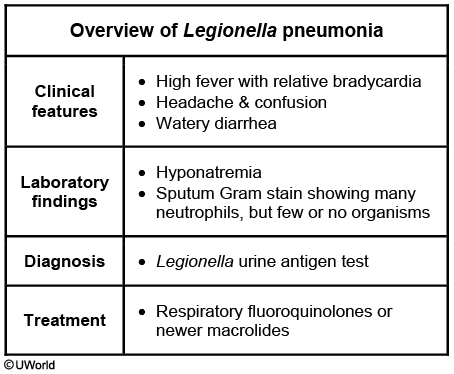 Overview of Legionella pneumonia
Clinical
features
• High fever with relative bradycardia
• Headache & confusion
• Watery diarrhea
Laboratory
findings
• Hyponatremia
• Sputum Gram stain showing many
neutrophils, but few or no organisms
Diagnosis
• Legionella urine antigen test
Treatment
• Respiratory fluoroquinolones or
newer macrolides
© UWorld